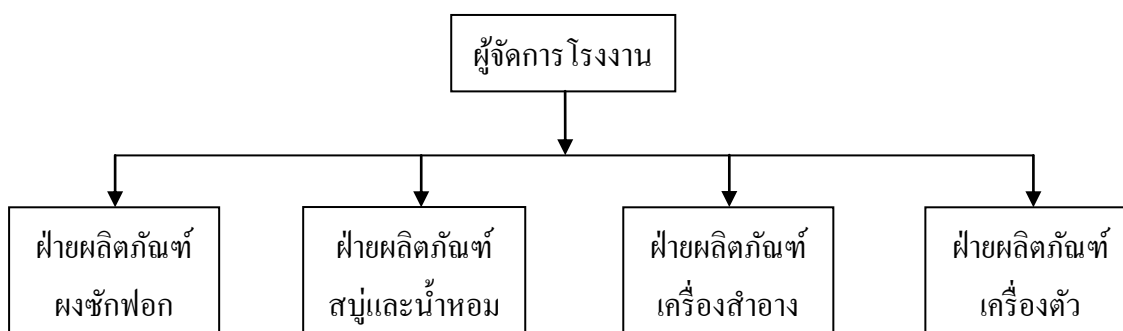 ผู้จัดการโรงงาน
ฝ่ายผลิตภัณฑ์
ผงซักฟอก
ฝ่ายผลิตภัณฑ์
สบู่และน้ำหอม
ฝ่ายผลิตภัณฑ์
เครื่องสำอาง
ฝ่ายผลิตภัณฑ์
เครื่องตัว